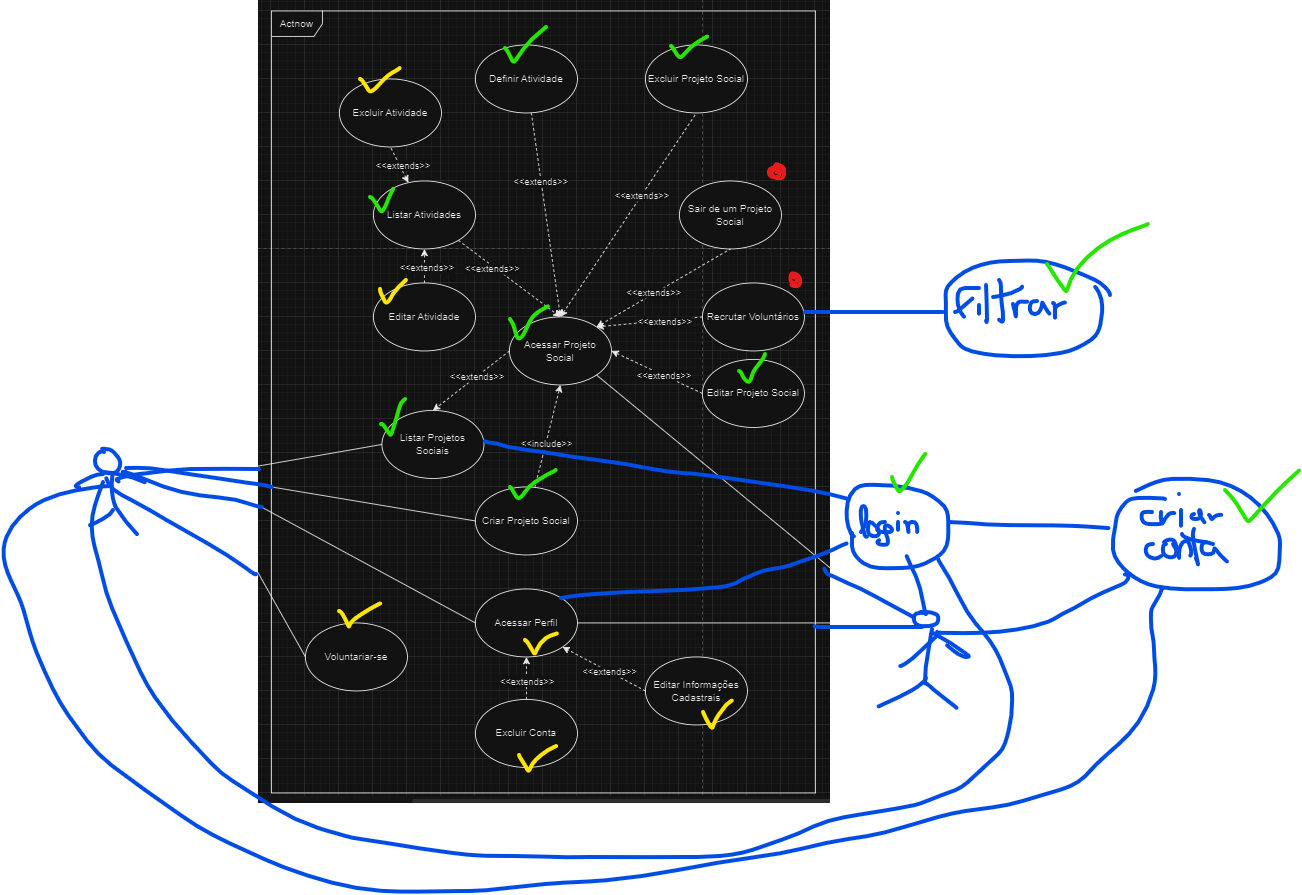 Actnow
Definir Atividade
Excluir Projeto Social
Excluir Atividade
<<extends>>
<<extends>>
<<extends>>
Listar Atividades
Sair de um Projeto
Social
<<extends>>
<<extends>>
<<extends>>
Filtrar
Editar Atividade
Recrutar Voluntários
<<extends>>
Acessar Projeto
Social
<<extends>>
<<extends>>
Editar Projeto Social
Listar Projetos
Sociais
<<include>>
Criar Projeto Social
login
criar
conta
Acessar Perfil
Voluntariar-se
<<extends>>
<<extends>>
Editar Informações
Cadastrais
Excluir Conta